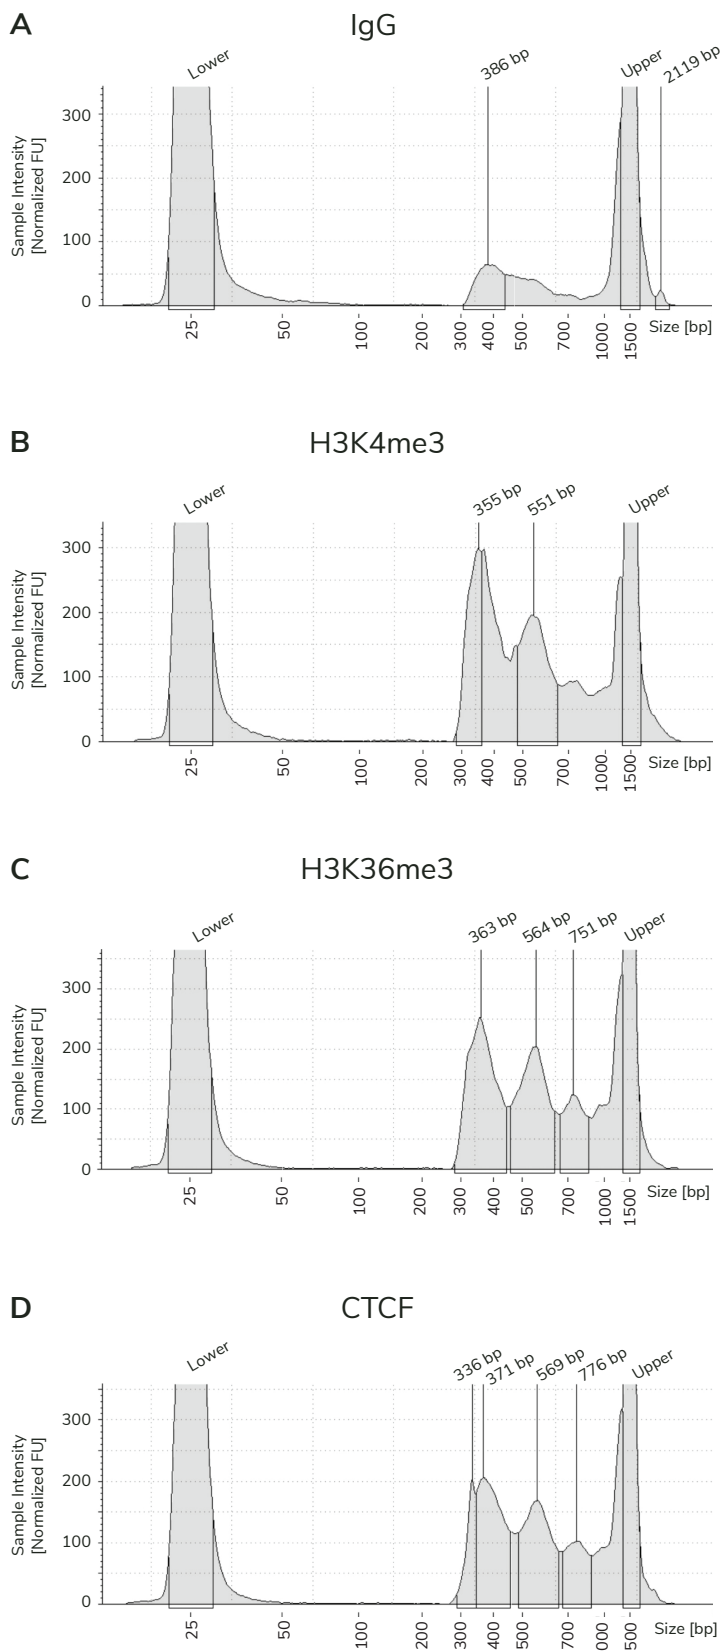 A
IgG
Lower
386 bp
Upper
2119 bp
Sample Intensity
[Normalized FU]
300
200
100
0
25
50
100
200
300
400
500
700
1000
1500
Size [bp]
B
H3K4me3
Lower
355 bp
551 bp
Upper
Sample Intensity
[Normalized FU]
300
200
100
0
25
50
100
200
300
400
500
700
1000
1500
Size [bp]
C
H3K36me3
Lower
363 bp
564 bp
751 bp
Upper
Sample Intensity
[Normalized FU]
300
200
100
0
25
50
100
200
300
400
500
700
1000
1500
Size [bp]
D
CTCF
Lower
336 bp
371 bp
569 bp
776 bp
Upper
Sample Intensity
[Normalized FU]
300
200
100
0
25
50
100
200
300
400
500
700